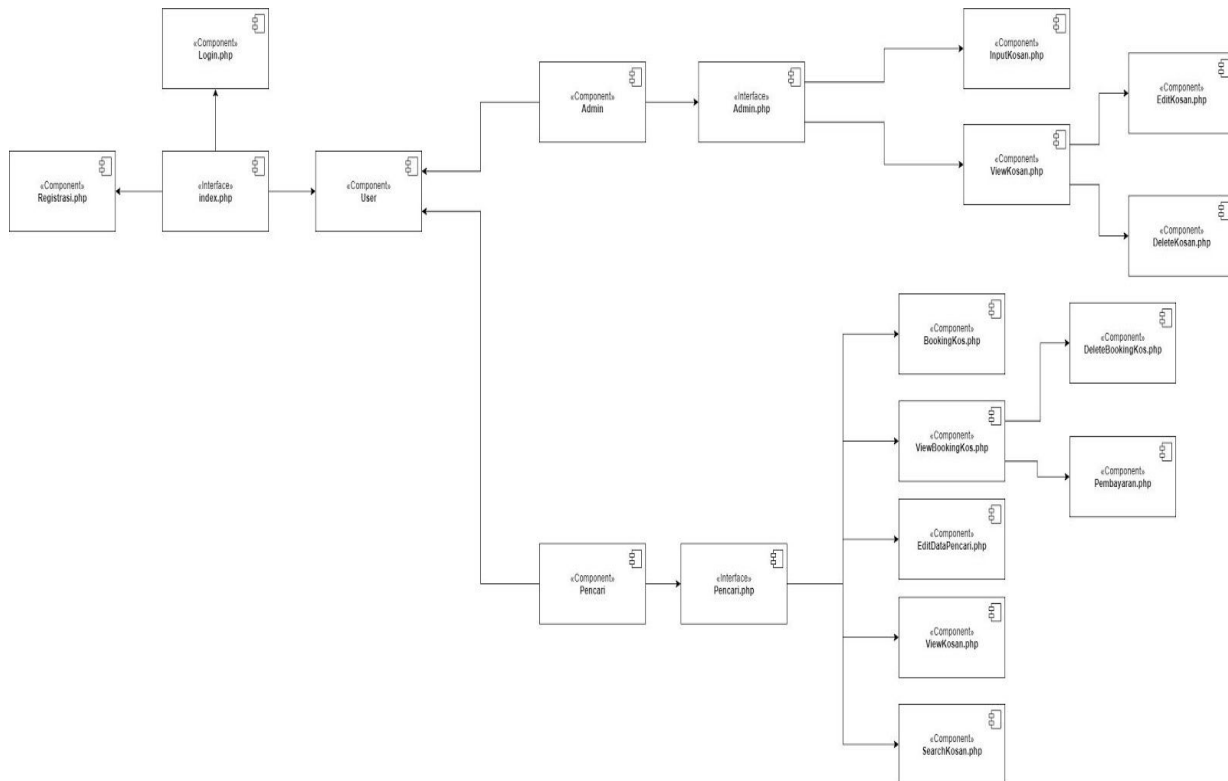 «Component»
Login.php
«Component»
Registrasi.php
«Interface»
index.php
«Component»
User
«Component»
Admin
«Interface»
Admin.php
«Component»
InputKosan.php
«Component»
ViewKosan.php
«Component»
EditKosan.php
«Component»
DeleteKosan.php
«Component»
Pencari
«Interface»
Pencari.php
«Component»
BookingKos.php
«Component»
ViewBookingKos.php
«Component»
DeleteBookingKos.php
«Component»
Pembayaran.php
«Component»
EditDataPencari.php
«Component»
ViewKosan.php
«Component»
SearchKosan.php